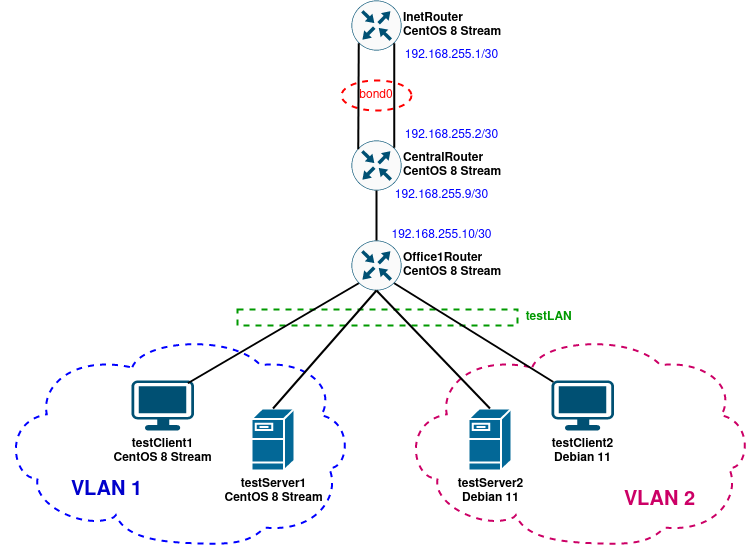 InetRouter
CentOS 8 Stream
192.168.255.1/30
bond0
192.168.255.2/30
CentralRouter
CentOS 8 Stream
192.168.255.9/30
192.168.255.10/30
Office1Router
CentOS 8 Stream
testLAN
testClient1
CentOS 8 Stream
testServer1
CentOS 8 Stream
VLAN 1
testServer2
Debian 11
testClient2
Debian 11
VLAN 2